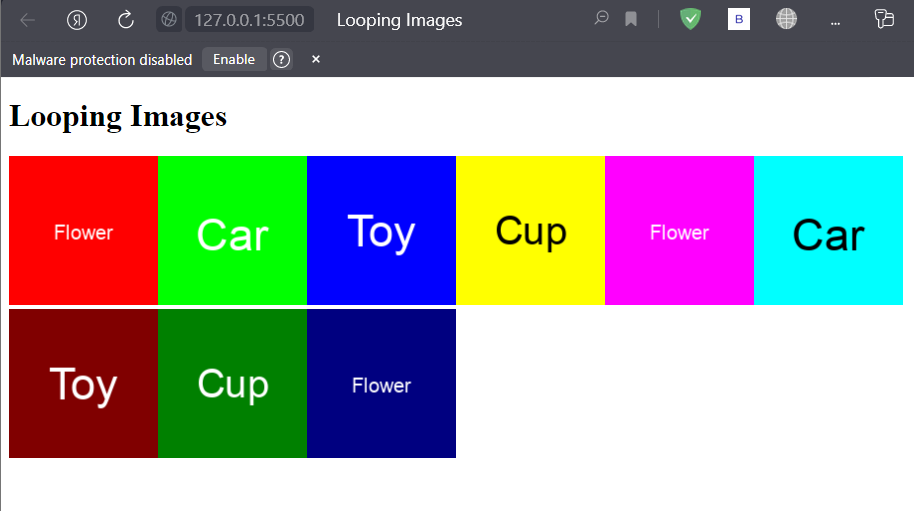 Я 127.0.0.1:5500 Looping Images B ...
Malware protection disabled Enable ? ×
Looping Images
Flower Car Toy Cup Flower Car
Toy Cup Flower